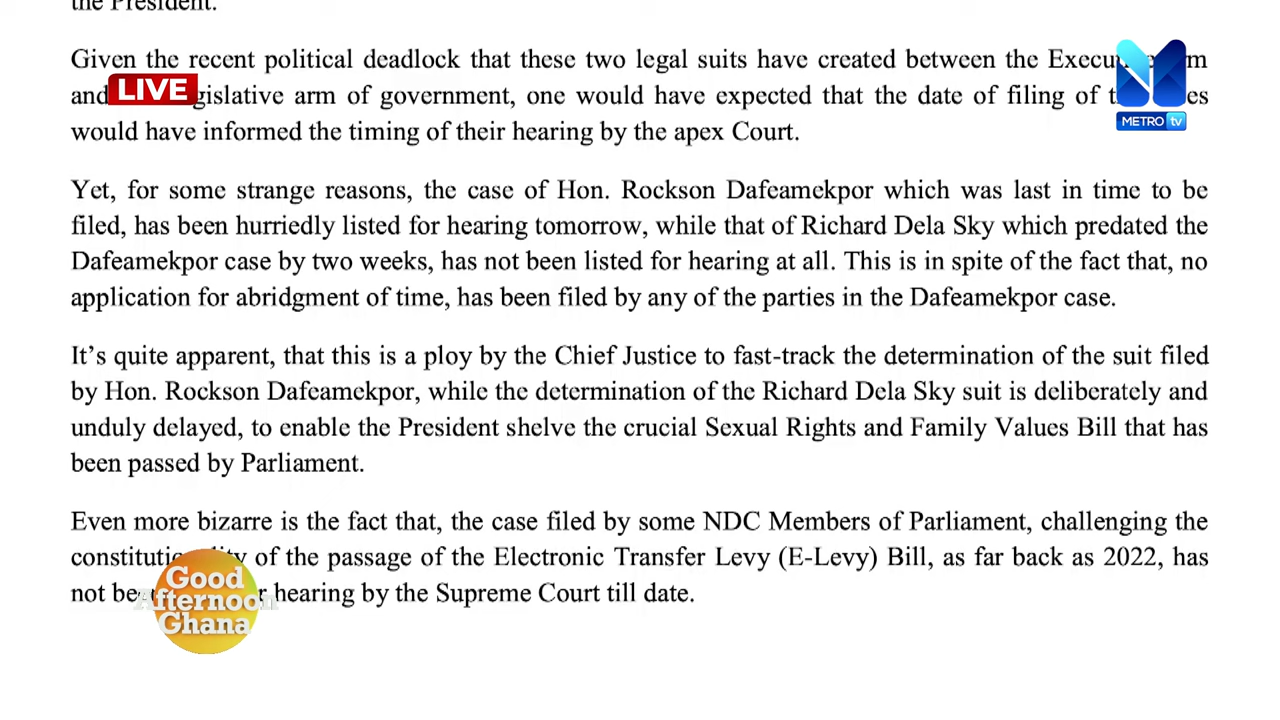 the President.
Given the recent political deadlock that these two legal suits have created between the
and arm of government, one would have expected that the date of filing of
would have informed the timing of their hearing by the apex Court.
Yet, for some strange reasons, the case of Hon. Rockson Dafeamekpor which was last in time to be
filed, has been hurriedly listed for hearing tomorrow, while that of Richard Dela Sky which predated the
Dafeamekpor case by two weeks, has not been listed for hearing at all. This is in spite of the fact that, no
application for abridgment of time, has been filed by any of the parties in the Dafeamekpor case.
It's quite apparent, that this is a ploy by the Chief Justice to fast-track the determination of the suit filed
by Hon. Rockson Dafeamekpor, while the determination of the Richard Dela Sky suit is deliberately and
unduly delayed, to enable the President shelve the crucial Sexual Rights and Family Values Bill that has
been passed by Parliament.
Even more bizarre is the fact that, the case filed by some NDC Members of Parliament, challenging the
of the passage of the Electronic Transfer Levy (E-Levy) Bill, as far back as 2022, has
not hearing by the Supreme Court till date.
LIVE
METRO tv
Good
Afternoon
Ghana